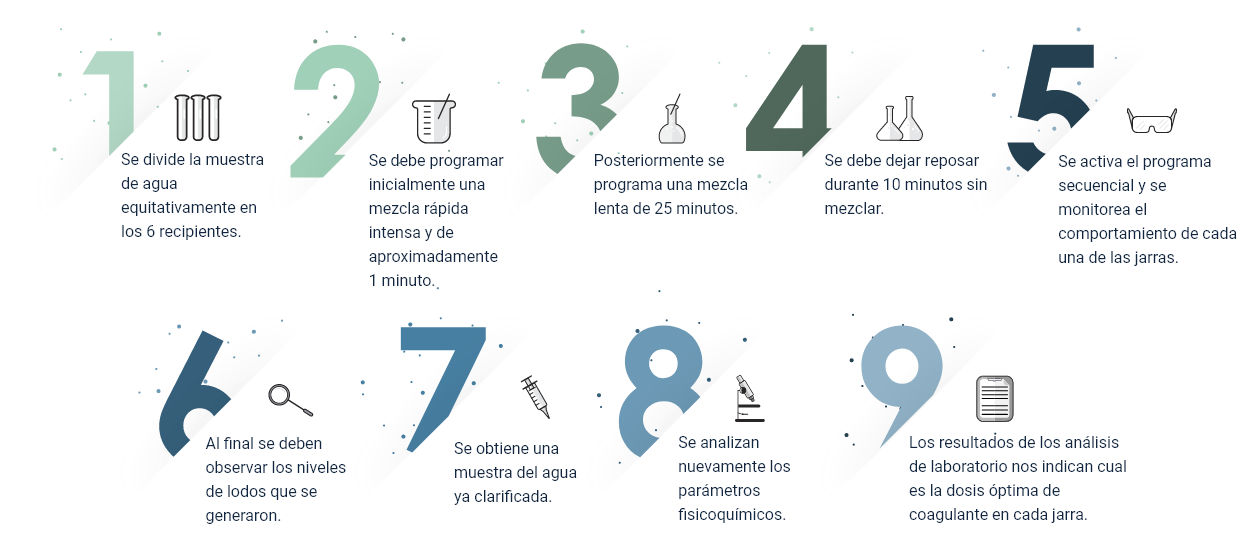 1
Se divide la muestra
de agua
equitativamente en
los 6 recipientes.
2
Se debe programar
inicialmente una
mezcla rápida
intensa y de
aproximadamente
1 minuto.
3
Posteriormente se
programa una mezcla
lenta de 25 minutos.
4
Se debe dejar reposar
durante 10 minutos sin
mezclar.
5
Se activa el programa
secuencial y se
monitorea el
comportamiento de cada
una de las jarras.
6
Al final se deben
observar los niveles
de lodos que se
generaron.
7
Se obtiene una
muestra del agua
ya clarificada.
8
Se analizan
nuevamente los
parámetros
fisicoquímicos.
9
Los resultados de los análisis
de laboratorio nos indican cual
es la dosis óptima de
coagulante en cada jarra.